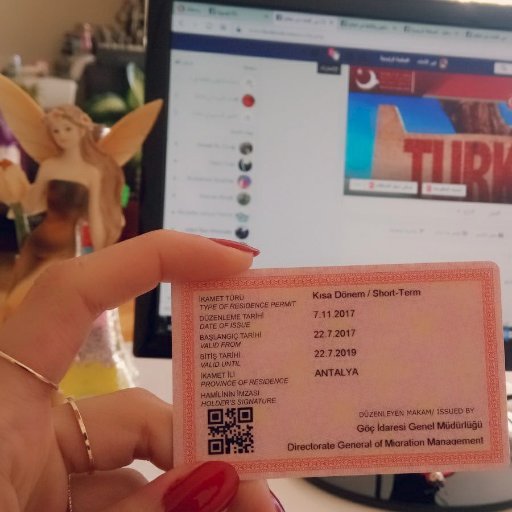 TURK
İKAMET TÜRÜ
TYPE OF RESIDENCE PERMIT
Kısa Dönem / Short-Term
DÜZENLEME TARİHİ
DATE OF ISSUE
7.11.2017
BAŞLANGIÇ TARİHİ
VALID FROM
22.7.2017
BİTİŞ TARİHİ
VALID UNTIL
22.7.2019
İKAMET İLİ
PROVINCE OF RESIDENCE
ANTALYA
HAMİLİNİN İMZASI
HOLDER'S SIGNATURE
DÜZENLEYEN MAKAM/ ISSUED BY
Göç İdaresi Genel Müdürlüğü
Directorate General of Migration Management